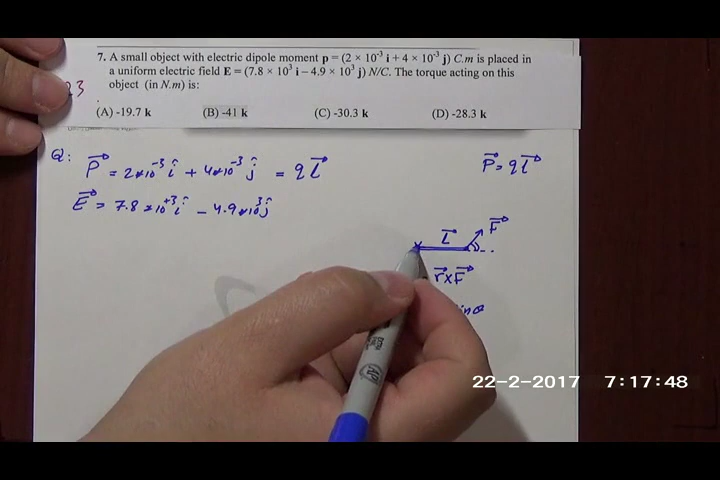 7. A small object with electric dipole moment p = (2 × 10⁻³ i + 4 × 10⁻³ j) C.m is placed in
a uniform electric field E = (7.8 × 10³ i − 4.9 × 10³ j) N/C. The torque acting on this
object (in N.m) is:
(A) -19.7 k (B) -41 k (C) -30.3 k (D) -28.3 k
Q: P⃗ = 2*10⁻³ î + 4*10⁻³ ĵ = q L⃗
P⃗ = q L⃗
E⃗ = 7.8*10⁺³ î − 4.9*10³ ĵ
L⃗ F⃗
r⃗ x F⃗
22-2-2017 7:17:48